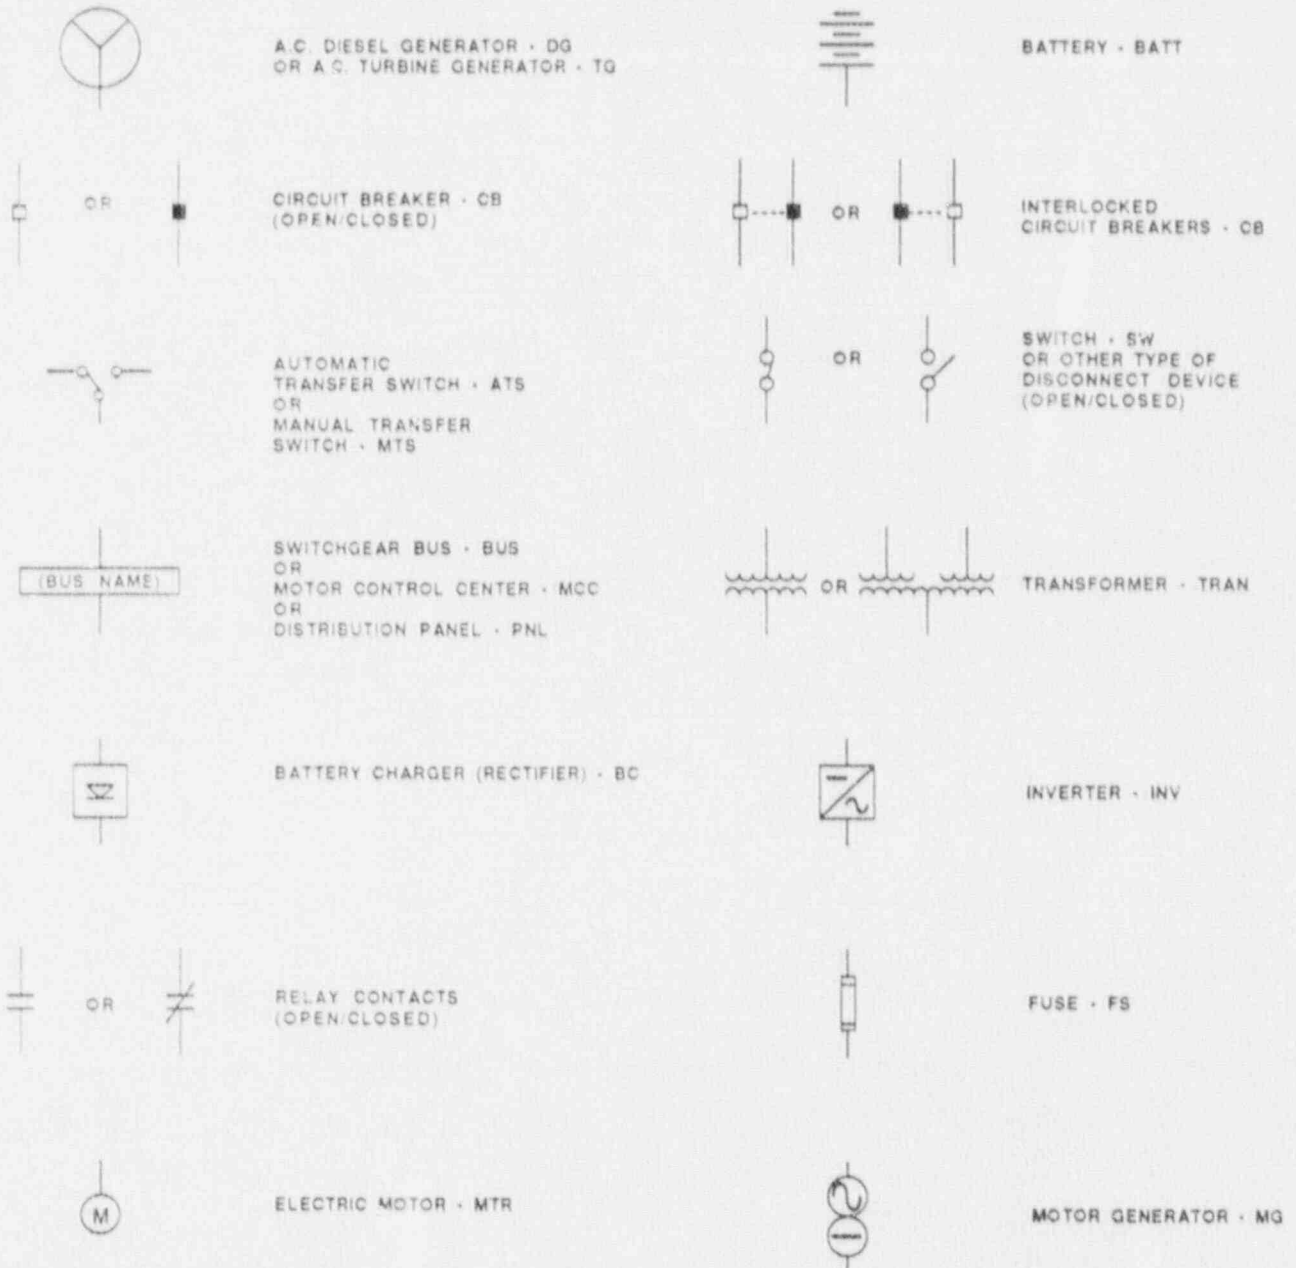 A.C. DIESEL GENERATOR - DG
OR A.C. TURBINE GENERATOR - TG
BATTERY - BATT
OR
CIRCUIT BREAKER - CB
(OPEN/CLOSED)
OR
INTERLOCKED
CIRCUIT BREAKERS - CB
AUTOMATIC
TRANSFER SWITCH - ATS
OR
MANUAL TRANSFER
SWITCH - MTS
OR
SWITCH - SW
OR OTHER TYPE OF
DISCONNECT DEVICE
(OPEN/CLOSED)
(BUS NAME)
SWITCHGEAR BUS - BUS
OR
MOTOR CONTROL CENTER - MCC
OR
DISTRIBUTION PANEL - PNL
OR
TRANSFORMER - TRAN
BATTERY CHARGER (RECTIFIER) - BC
INVERTER - INV
OR
RELAY CONTACTS
(OPEN/CLOSED)
FUSE - FS
M
ELECTRIC MOTOR - MTR
MOTOR GENERATOR - MG